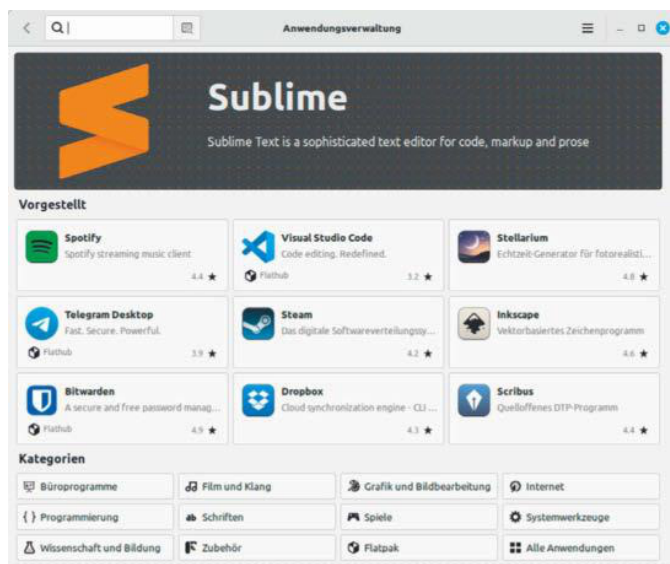 Anwendungsverwaltung
Sublime
Sublime Text is a sophisticated text editor for code, markup and prose
Vorgestellt
Spotify
Spotify streaming music client
4.4 ★
Visual Studio Code
Code editing. Redefined.
Flathub 3.2 ★
Stellarium
Echtzeit-Generator für fotorealisti...
4.8 ★
Telegram Desktop
Fast. Secure. Powerful.
Flathub 3.9 ★
Steam
Das digitale Softwareverteilungssy...
4.2 ★
Inkscape
Vektorbasiertes Zeichenprogramm
4.6 ★
Bitwarden
A secure and free password manag...
Flathub 4.9 ★
Dropbox
Cloud synchronization engine - CLI ...
4.3 ★
Scribus
Quelloffenes DTP-Programm
4.4 ★
Kategorien
Büroprogramme
Film und Klang
Grafik und Bildbearbeitung
Internet
{ } Programmierung
ab Schriften
Spiele
Systemwerkzeuge
Wissenschaft und Bildung
Zubehör
Flatpak
Alle Anwendungen